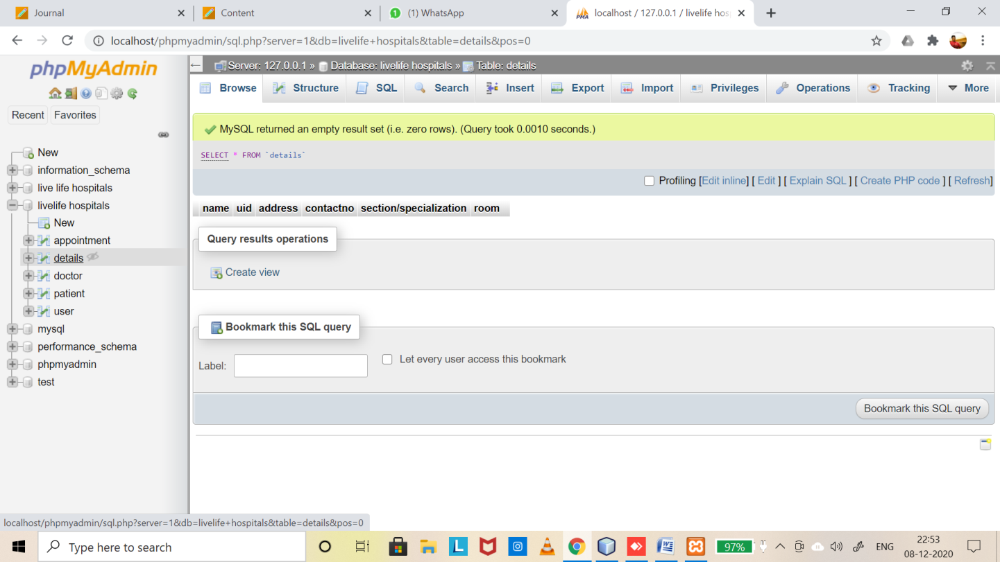 Journal
Content
(1) WhatsApp
localhost / 127.0.0.1 / livelife hos
localhost/phpmyadmin/sql.php?server=1&db=livelife+hospitals&table=details&pos=0
phpMyAdmin
Recent Favorites
New
information_schema
live life hospitals
livelife hospitals
New
appointment
details
doctor
patient
user
mysql
performance_schema
phpmyadmin
test
Server: 127.0.0.1 » Database: livelife hospitals » Table: details
Browse Structure SQL Search Insert Export Import Privileges Operations Tracking More
MySQL returned an empty result set (i.e. zero rows). (Query took 0.0010 seconds.)
SELECT * FROM `details`
Profiling [Edit inline] [ Edit ] [ Explain SQL ] [ Create PHP code ] [ Refresh]
name uid address contactno section/specialization room
Query results operations
Create view
Bookmark this SQL query
Label: Let every user access this bookmark
Bookmark this SQL query
localhost/phpmyadmin/sql.php?server=1&db=livelife+hospitals&table=details&pos=0
Type here to search
97%
ENG
22:53
08-12-2020